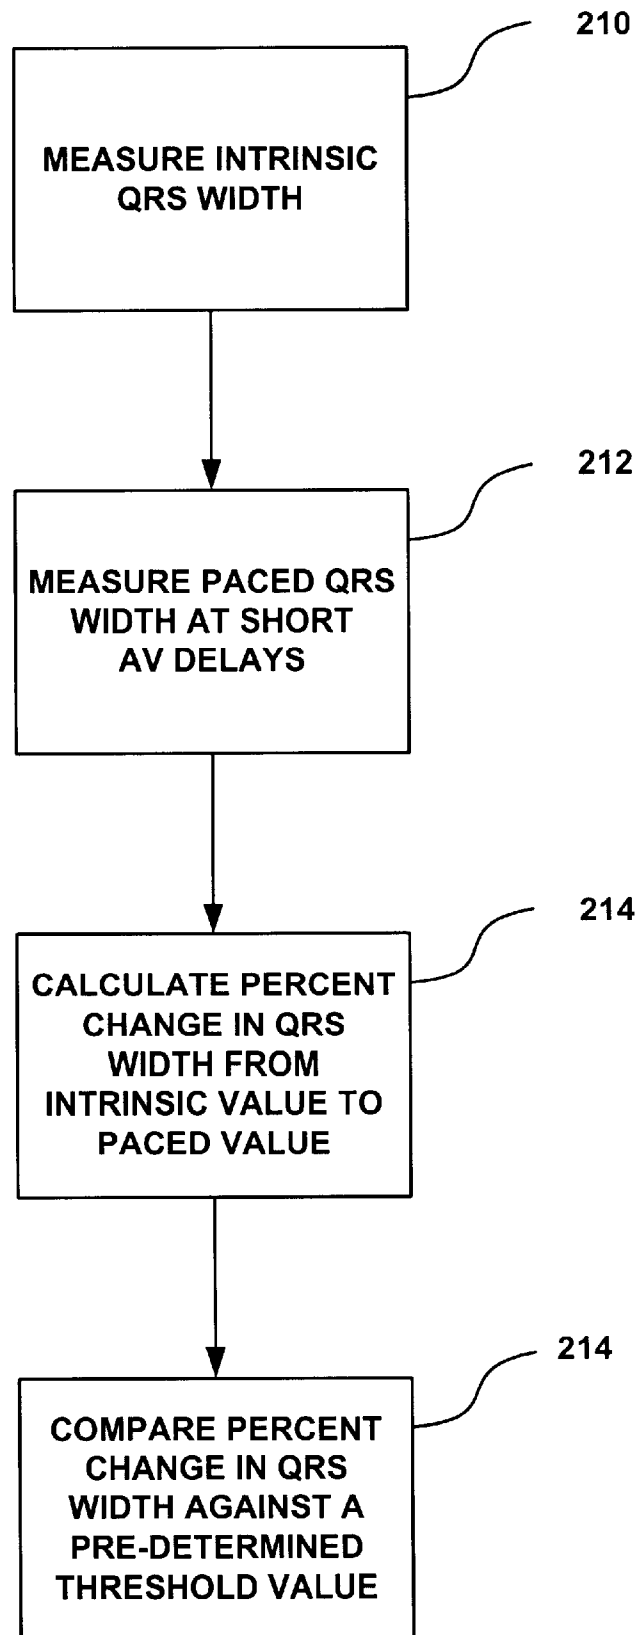 210
MEASURE INTRINSIC
QRS WIDTH
212
MEASURE PACED QRS
WIDTH AT SHORT
AV DELAYS
214
CALCULATE PERCENT
CHANGE IN QRS
WIDTH FROM
INTRINSIC VALUE TO
PACED VALUE
214
COMPARE PERCENT
CHANGE IN QRS
WIDTH AGAINST A
PRE-DETERMINED
THRESHOLD VALUE